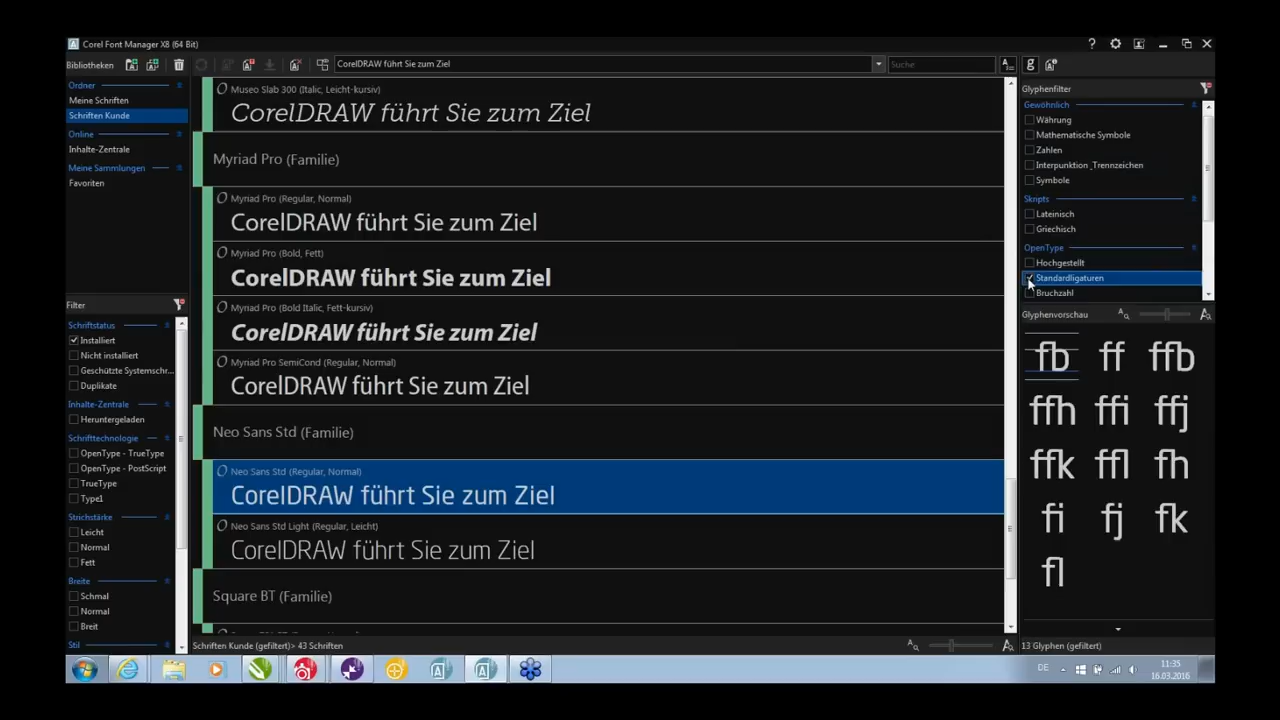 Corel Font Manager X8 (64 Bit)
Bibliotheken
CorelDRAW führt Sie zum Ziel
Suche:
Ordner
Meine Schriften
Schriften Kunde
Online
Inhalte-Zentrale
Meine Sammlungen
Favoriten
Filter
Schriftstatus
Installiert
Nicht installiert
Geschützte Systemschr...
Duplikate
Inhalte-Zentrale
Heruntergeladen
Schrifttechnologie
OpenType - TrueType
OpenType - PostScript
TrueType
Type1
Strichstärke
Leicht
Normal
Fett
Breite
Schmal
Normal
Breit
Stil
Museo Slab 300 (Italic, Leicht-kursiv)
CorelDRAW führt Sie zum Ziel
Myriad Pro (Familie)
Myriad Pro (Regular, Normal)
CorelDRAW führt Sie zum Ziel
Myriad Pro (Bold, Fett)
CorelDRAW führt Sie zum Ziel
Myriad Pro (Bold Italic, Fett-kursiv)
CorelDRAW führt Sie zum Ziel
Myriad Pro SemiCond (Regular, Normal)
CorelDRAW führt Sie zum Ziel
Neo Sans Std (Familie)
Neo Sans Std (Regular, Normal)
CorelDRAW führt Sie zum Ziel
Neo Sans Std Light (Regular, Leicht)
CorelDRAW führt Sie zum Ziel
Square BT (Familie)
Schriften Kunde (gefiltert)> 43 Schriften
Glyphenfilter
Gewöhnlich
Währung
Mathematische Symbole
Zahlen
Interpunktion_Trennzeichen
Symbole
Skripts
Lateinisch
Griechisch
OpenType
Hochgestellt
Standardligaturen
Bruchzahl
Glyphenvorschau
fb ff ffb
ffh ffi ffj
ffk ffl fh
fi fj fk
fl
13 Glyphen (gefiltert)
DE
11:35
16.03.2016